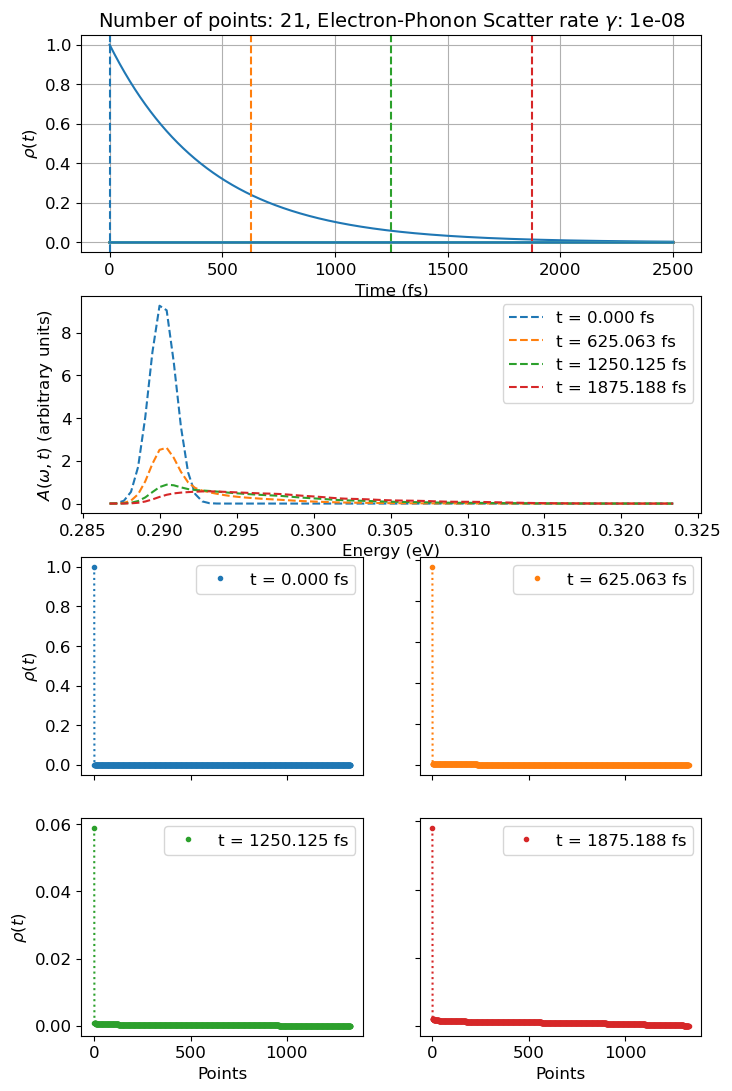 Number of points: 21, Electron-Phonon Scatter rate γ: 1e-08
1.0
0.8
0.6
0.4
0.2
0.0
ρ(t)
0 500 1000 1500 2000 2500
Time (fs)
8
6
4
2
0
A(ω, t) (arbitrary units)
t = 0.000 fs
t = 625.063 fs
t = 1250.125 fs
t = 1875.188 fs
0.285 0.290 0.295 0.300 0.305 0.310 0.315 0.320 0.325
Energy (eV)
1.0
0.8
0.6
0.4
0.2
0.0
ρ(t)
t = 0.000 fs
t = 625.063 fs
0.06
0.04
0.02
0.00
ρ(t)
t = 1250.125 fs
0 500 1000
Points
t = 1875.188 fs
0 500 1000
Points